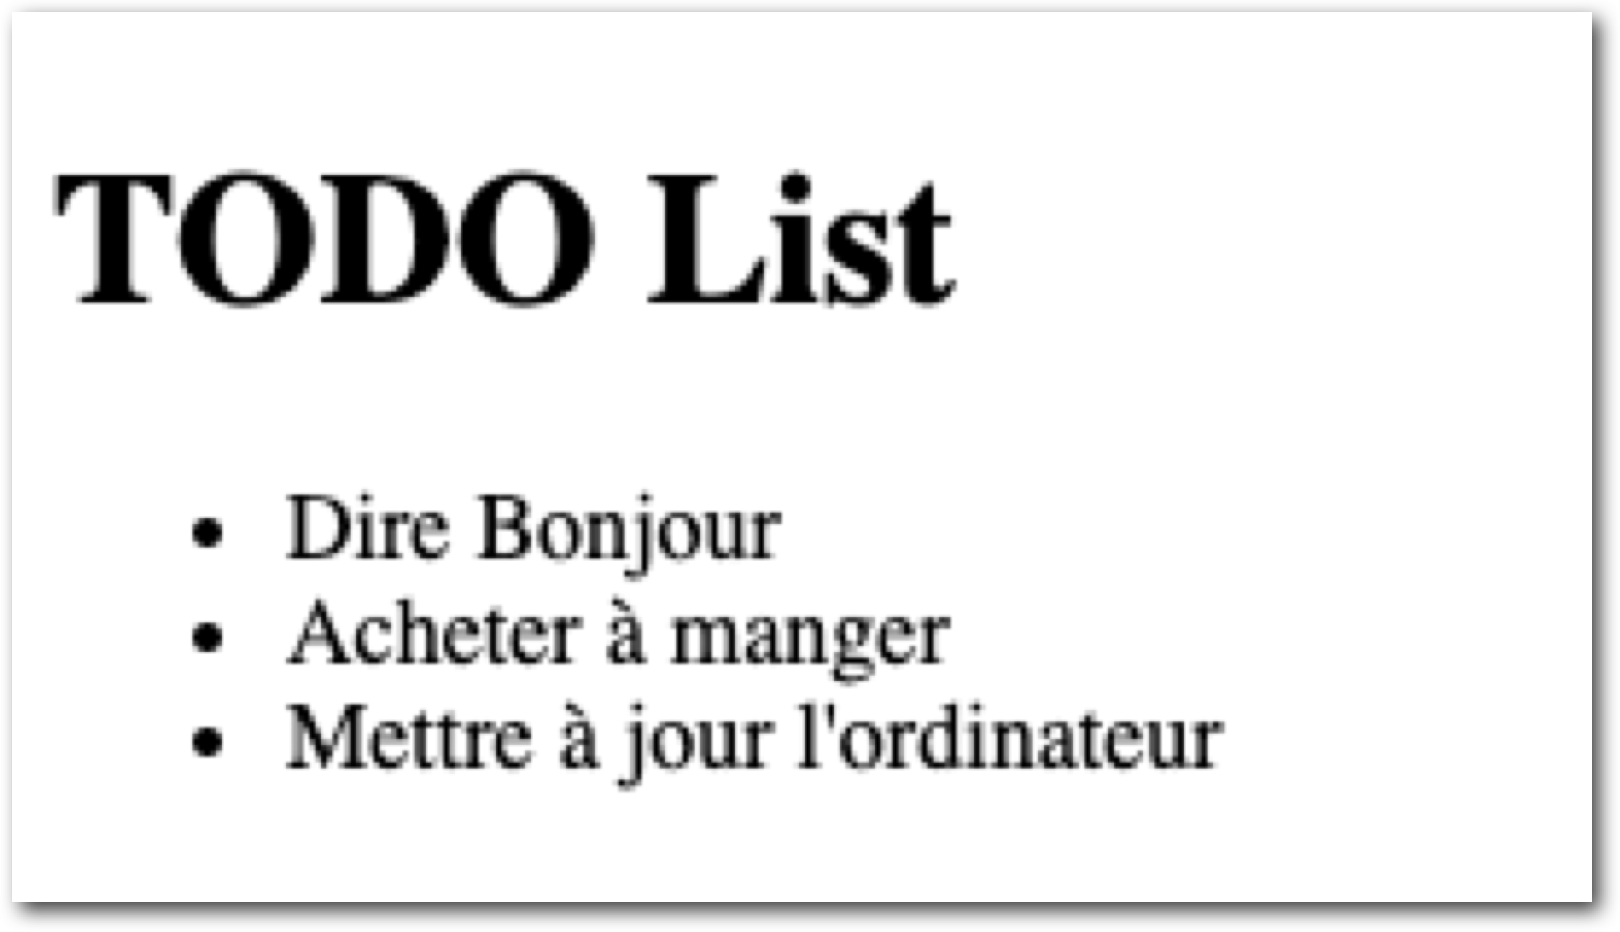 TODO List
Dire Bonjour
Acheter à manger
Mettre à jour l'ordinateur